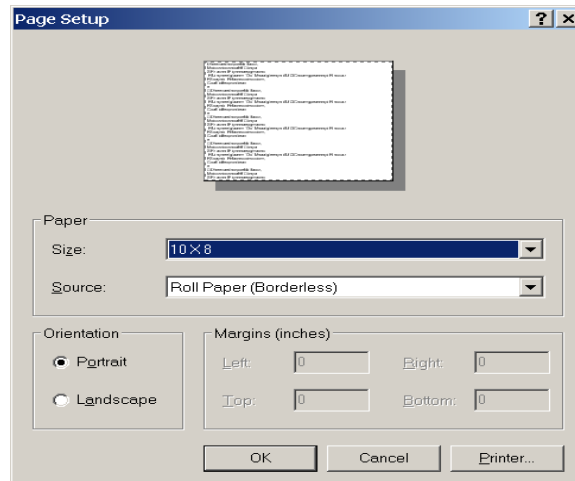 Page Setup
Paper
Size: 10×8
Source: Roll Paper (Borderless)
Orientation
Portrait
Landscape
Margins (inches)
Left: 0 Right: 0
Top: 0 Bottom: 0
OK Cancel Printer...